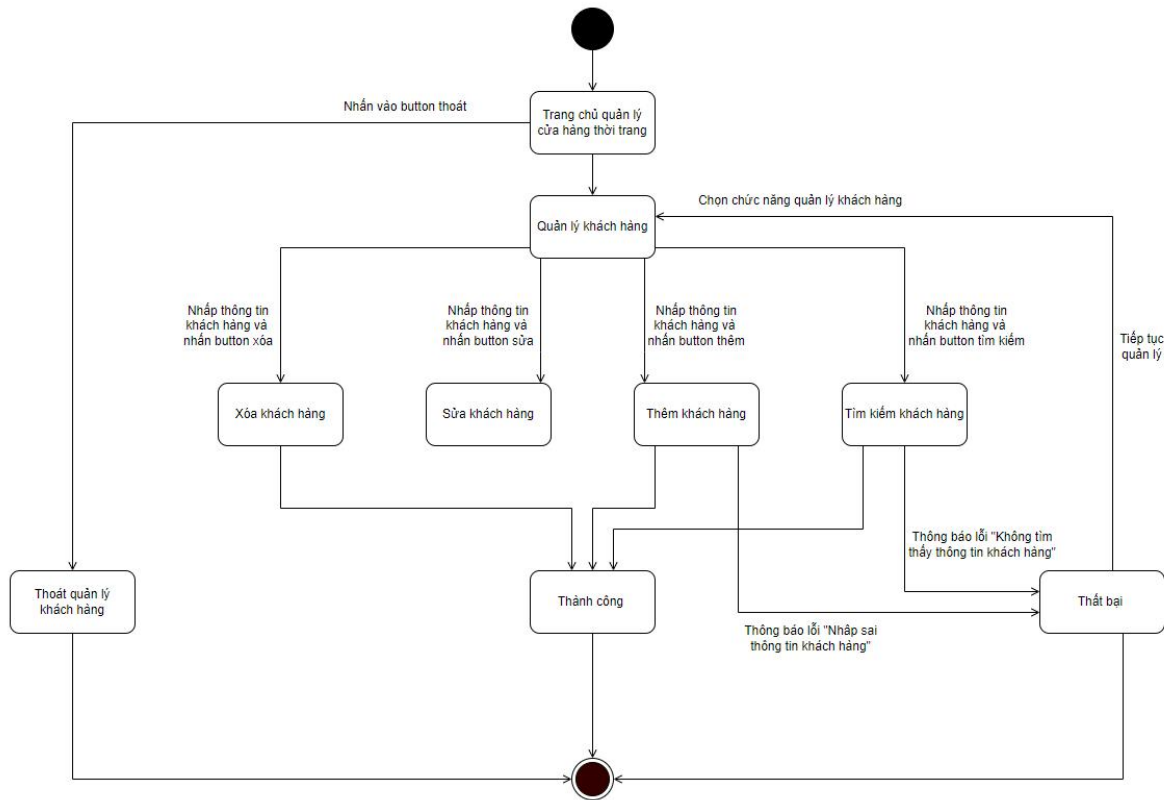 Nhấn vào button thoát
Trang chủ quản lý
cửa hàng thời trang
Chọn chức năng quản lý khách hàng
Quản lý khách hàng
Nhấp thông tin
khách hàng và
nhấn button xóa
Nhấp thông tin
khách hàng và
nhấn button sửa
Nhấp thông tin
khách hàng và
nhấn button thêm
Nhấp thông tin
khách hàng và
nhấn button tìm kiếm
Tiếp tục
quản lý
Xóa khách hàng
Sửa khách hàng
Thêm khách hàng
Tìm kiếm khách hàng
Thông báo lỗi "Không tìm
thấy thông tin khách hàng"
Thoát quản lý
khách hàng
Thành công
Thất bại
Thông báo lỗi "Nhâp sai
thông tin khách hàng"